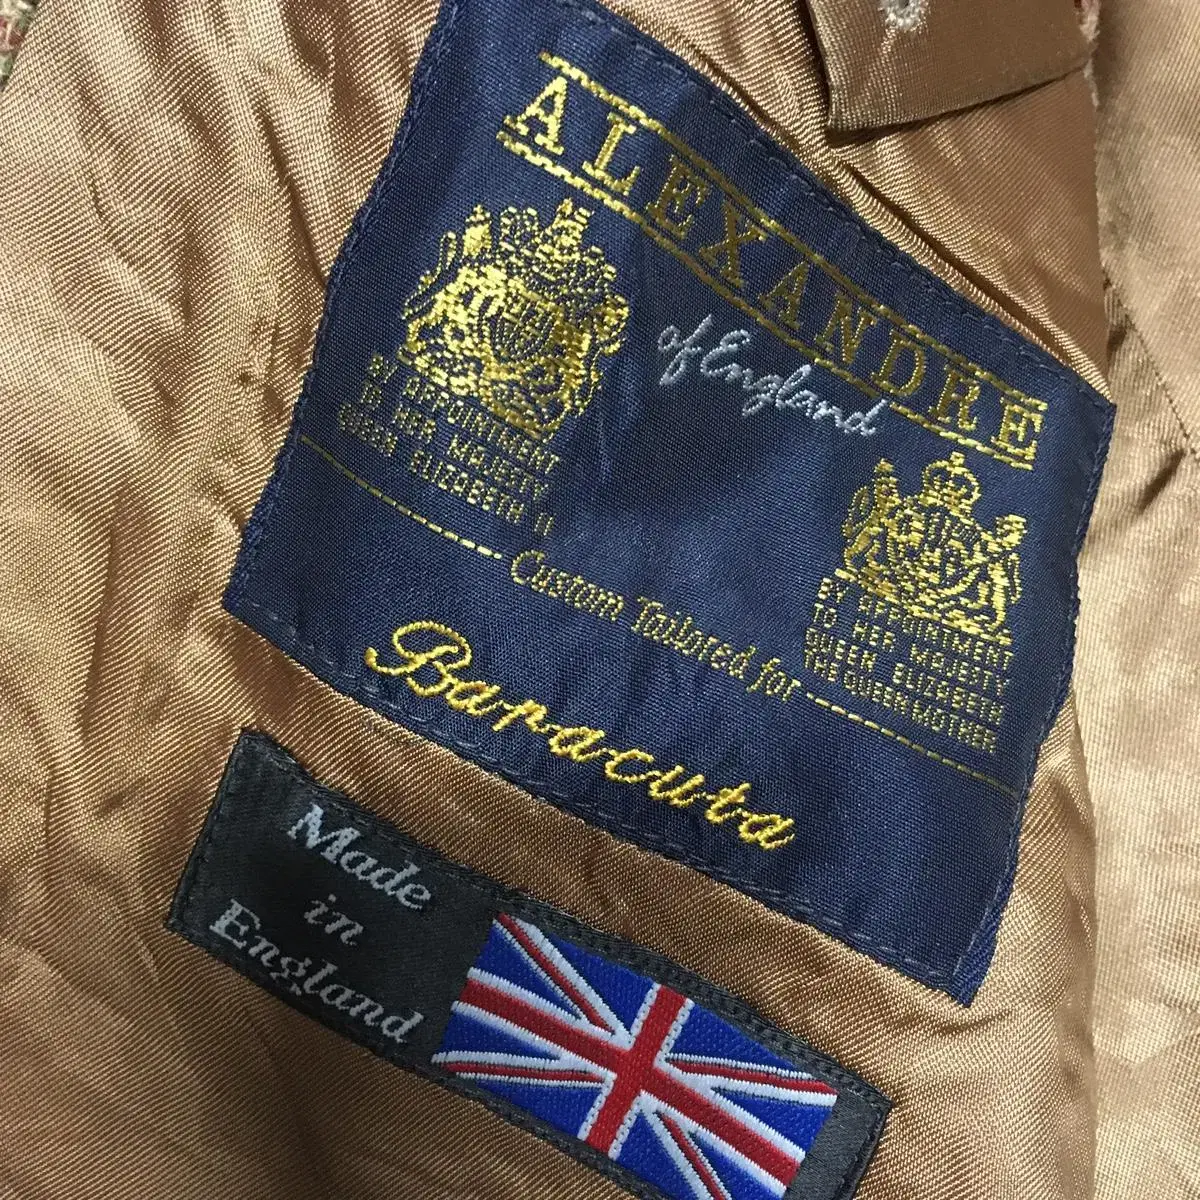 ALEXANDRE
of England
BY APPOINTMENT
TO HER MAJESTY
QUEEN ELIZABETH II
BY APPOINTMENT
TO HER MAJESTY
QUEEN ELIZABETH
THE QUEEN MOTHER
Custom Tailored for
Baracuta
Made
in
England